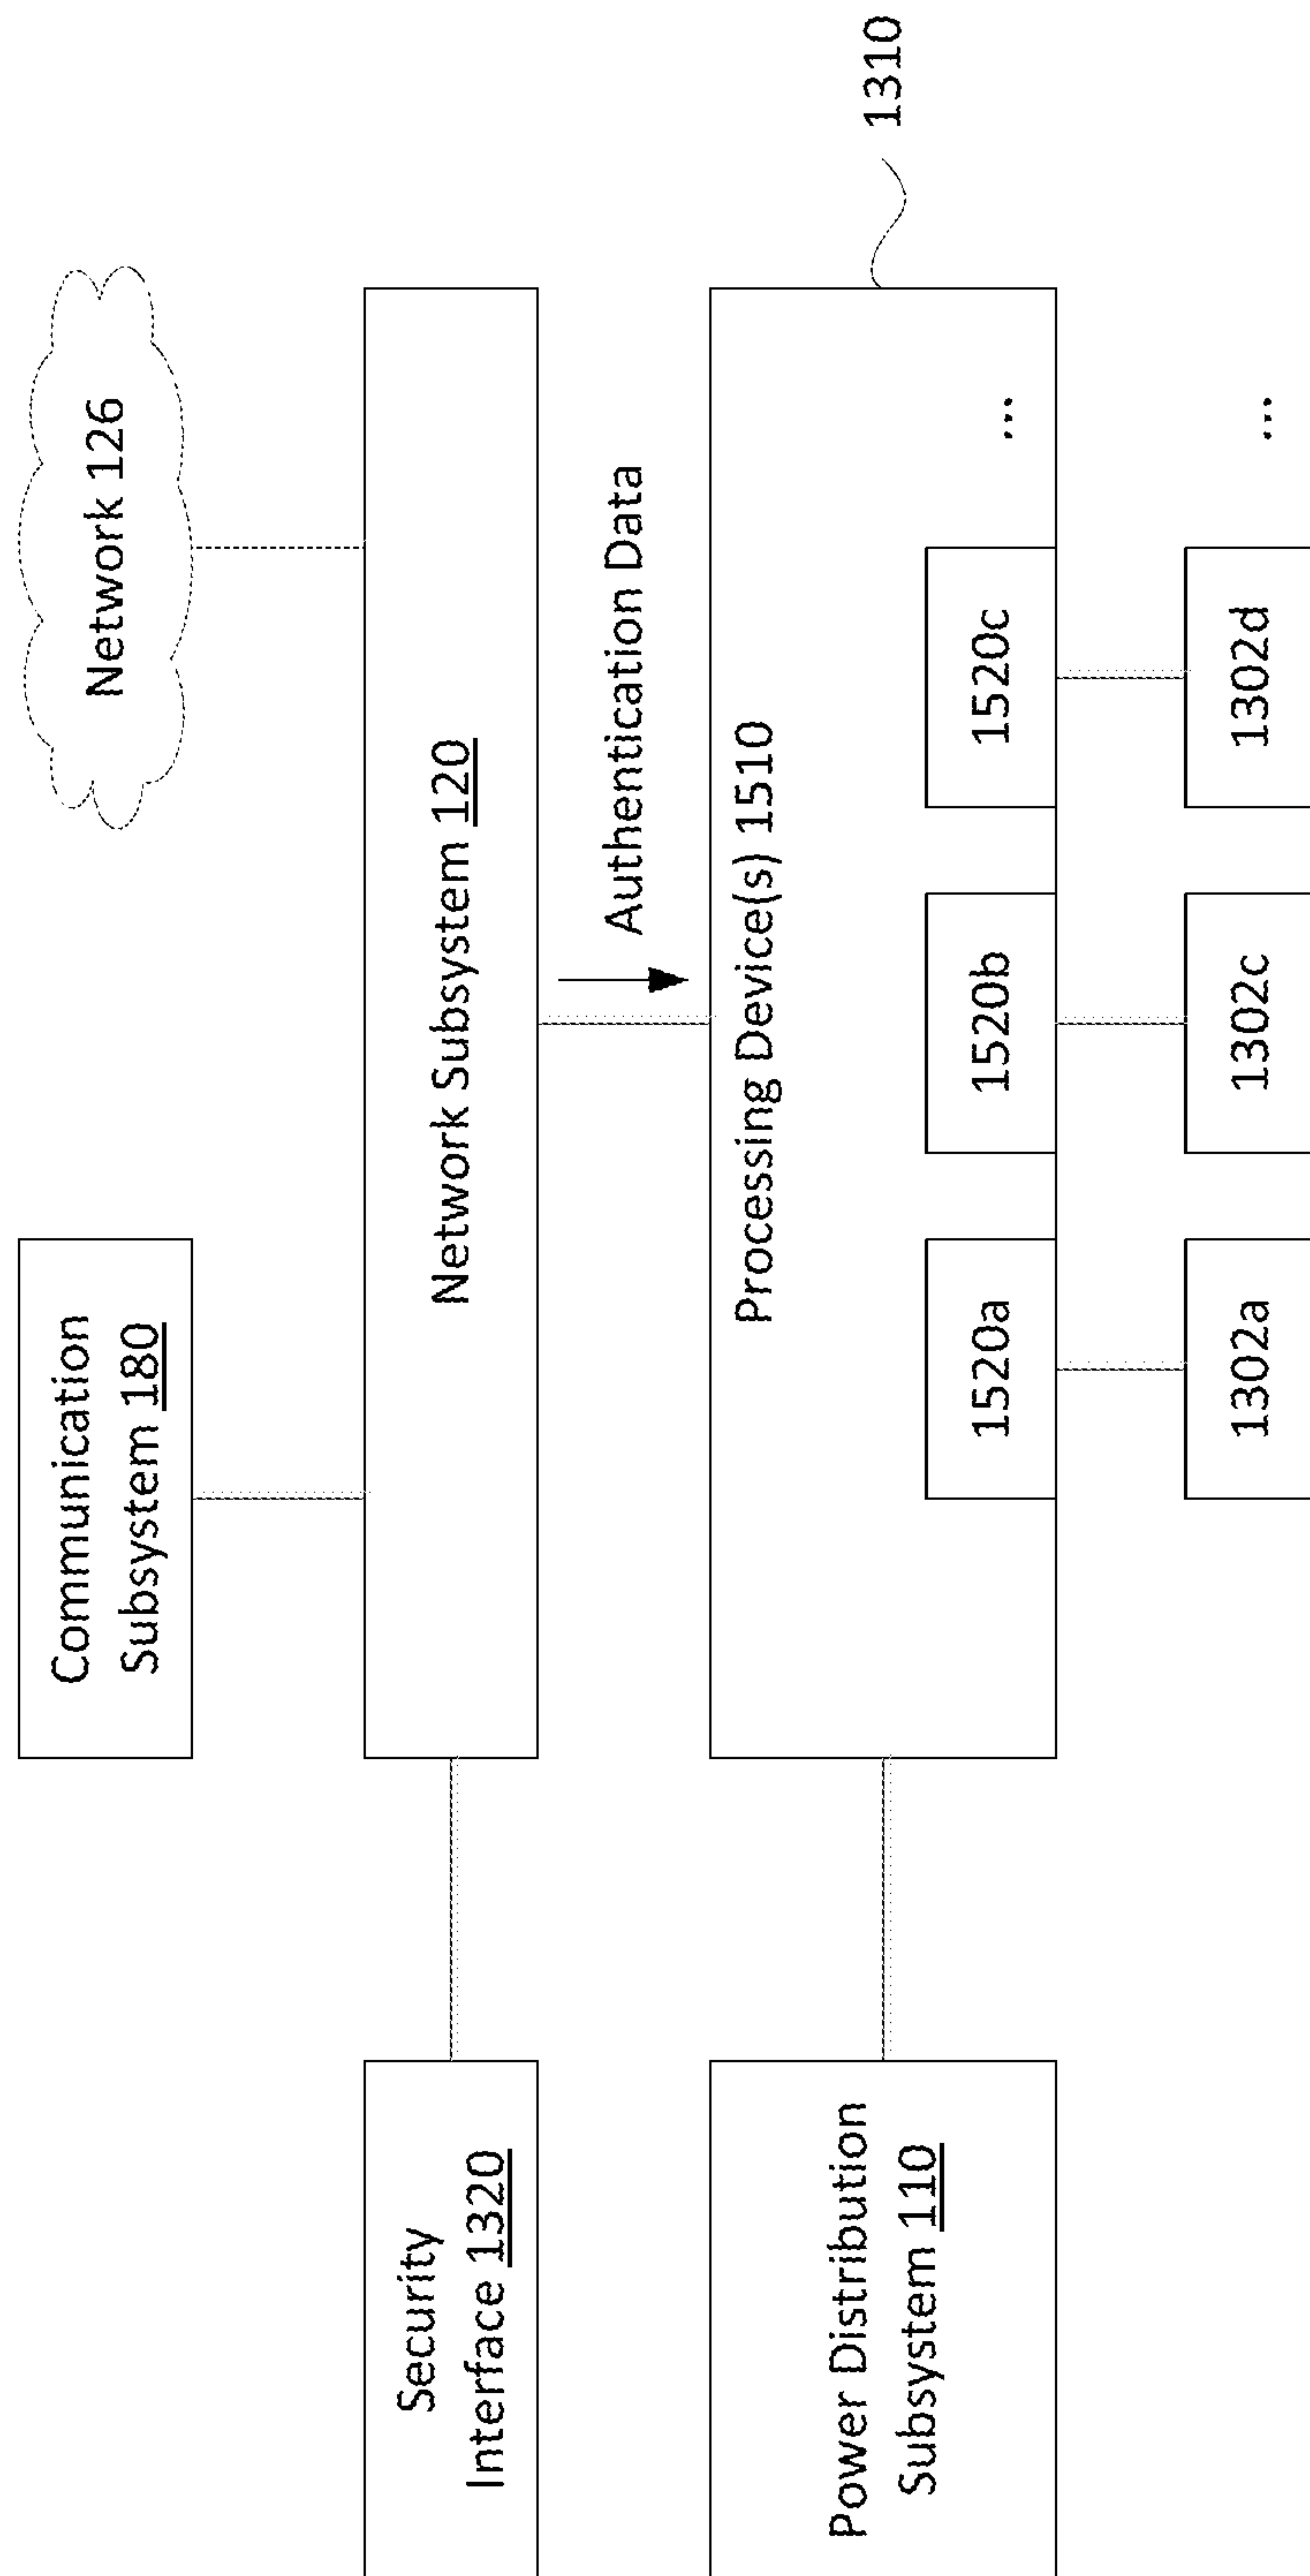 Communication
Subsystem 180
Network 126
Security
Interface 1320
Network Subsystem 120
Authentication Data
Power Distribution
Subsystem 110
Processing Device(s) 1510
1310
1520a
1520b
1520c
...
1302a
1302c
1302d
...